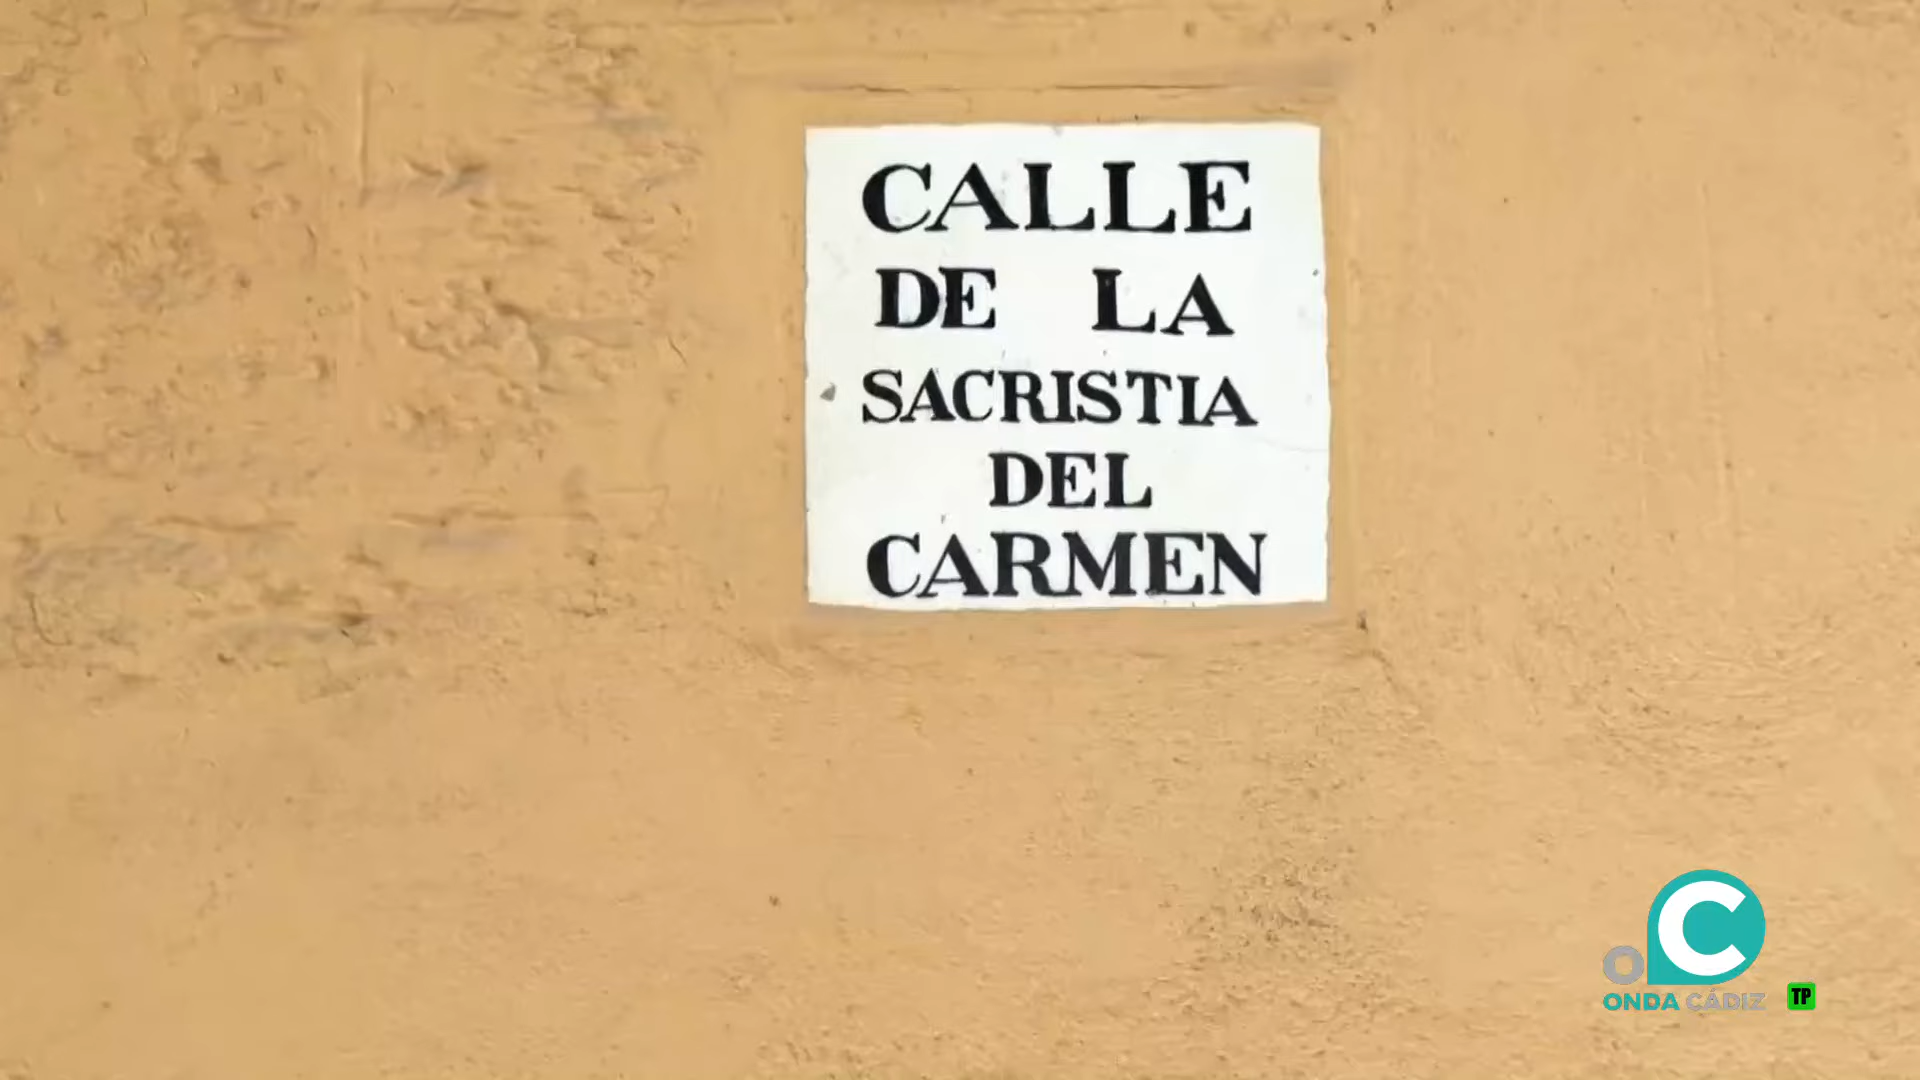 CALLE
DE LA
SACRISTIA
DEL
CARMEN
C
O
ONDA CÁDIZ
TP